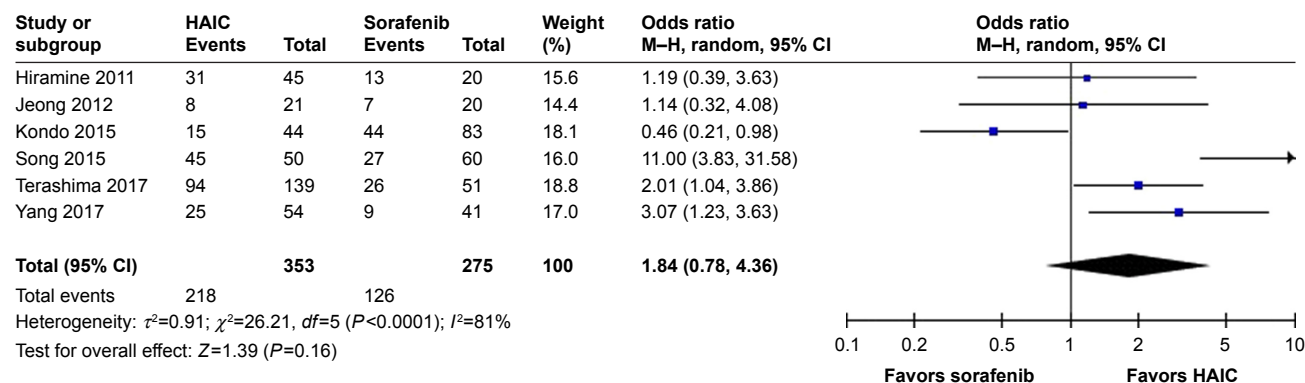 Study or HAIC Sorafenib Weight Odds ratio Odds ratio
subgroup Events Total Events Total (%) M–H, random, 95% CI M–H, random, 95% CI
Hiramine 2011 31 45 13 20 15.6 1.19 (0.39, 3.63)
Jeong 2012 8 21 7 20 14.4 1.14 (0.32, 4.08)
Kondo 2015 15 44 44 83 18.1 0.46 (0.21, 0.98)
Song 2015 45 50 27 60 16.0 11.00 (3.83, 31.58)
Terashima 2017 94 139 26 51 18.8 2.01 (1.04, 3.86)
Yang 2017 25 54 9 41 17.0 3.07 (1.23, 3.63)
Total (95% CI) 353 275 100 1.84 (0.78, 4.36)
Total events 218 126
Heterogeneity: τ²=0.91; χ²=26.21, df=5 (P<0.0001); I²=81%
Test for overall effect: Z=1.39 (P=0.16)
0.1 0.2 0.5 1 2 5 10
Favors sorafenib Favors HAIC